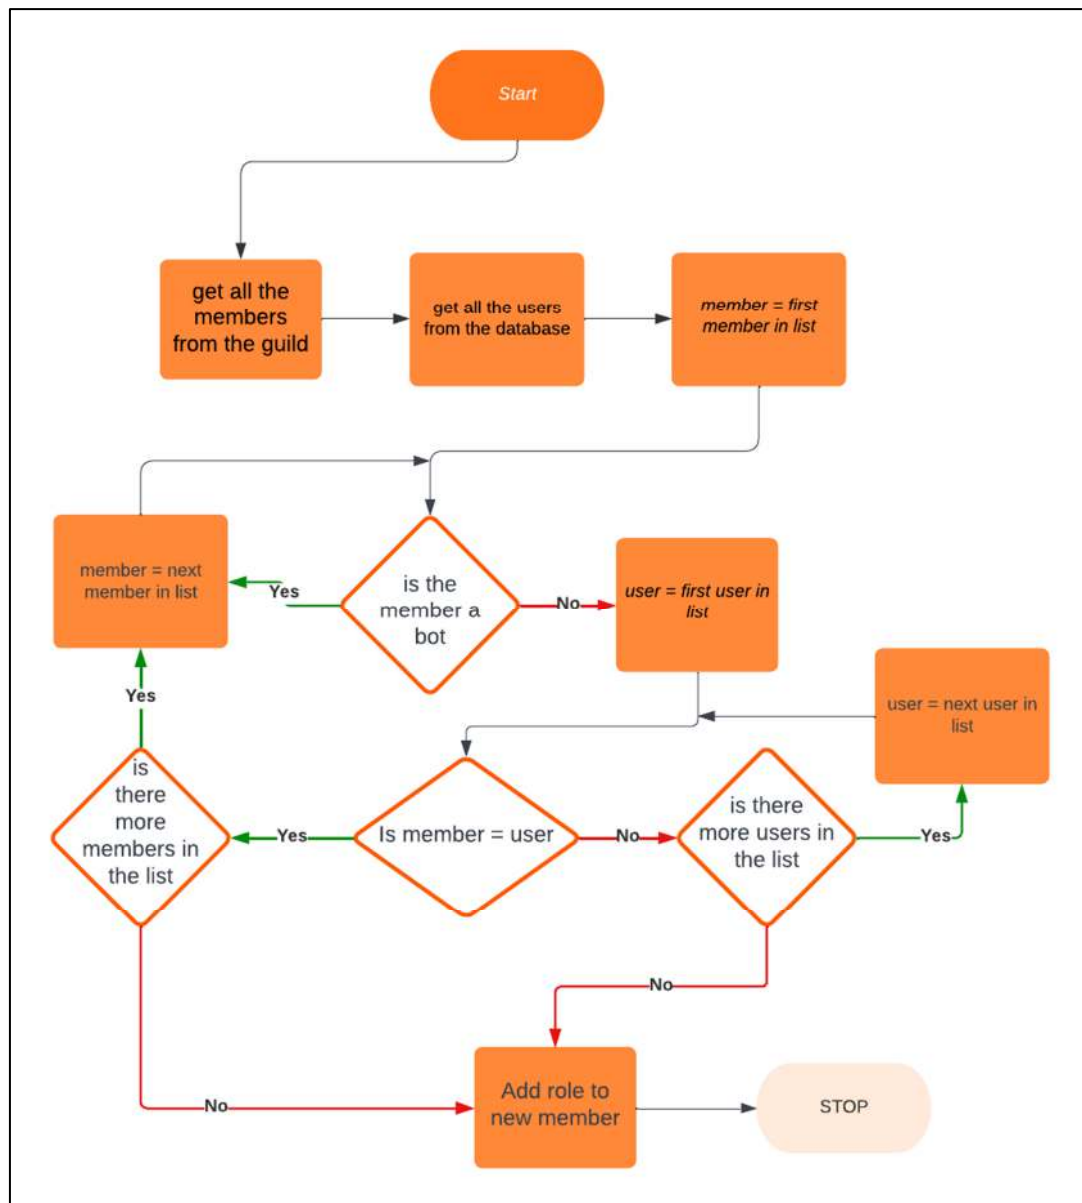 Start
get all the
members
from the guild
get all the users
from the database
member = first
member in list
member = next
member in list
Yes
is the
member a
bot
No
user = first user in
list
Yes
user = next user in
list
is
there
more
members in
the list
Yes
Is member = user
No
is there
more users in
the list
Yes
No
No
Add role to
new member
STOP